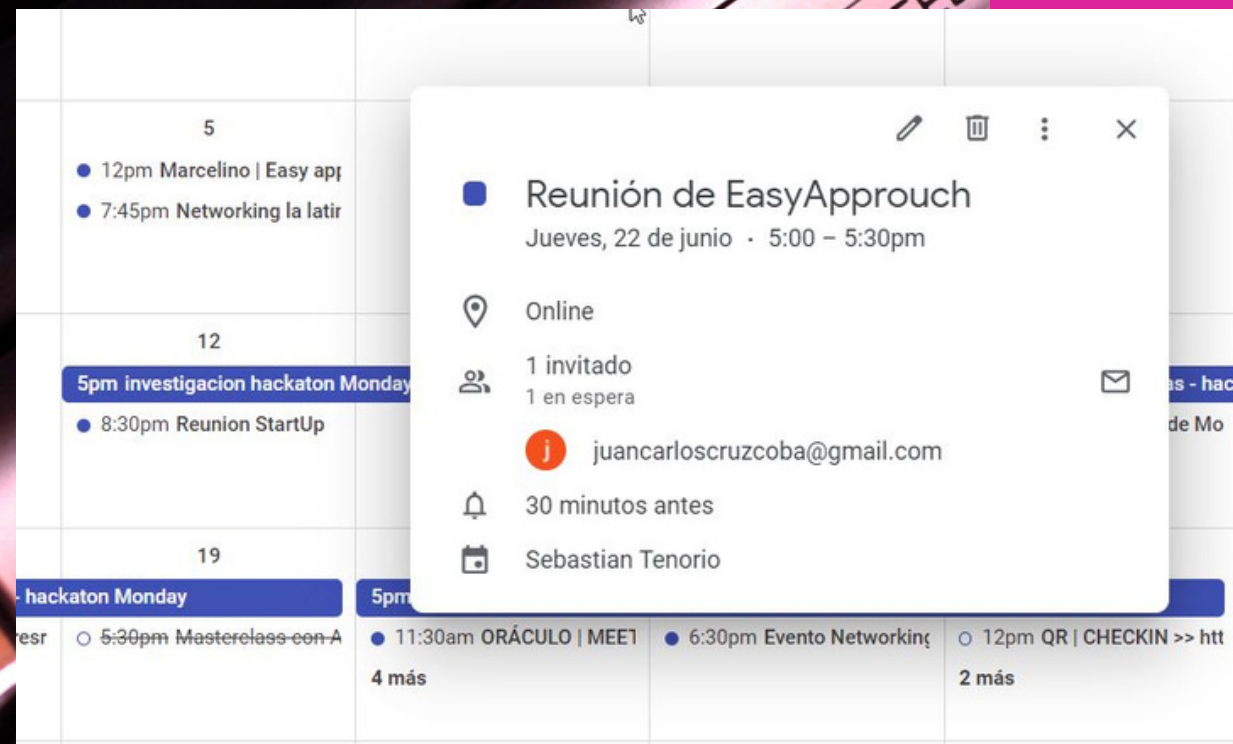 5
12pm Marcelino | Easy app
7:45pm Networking la latir
12
5pm investigacion hackaton Monday
8:30pm Reunion StartUp
19
- hackaton Monday
5:30pm Masterclass con A
5pm
11:30am ORÁCULO | MEET
4 más
6:30pm Evento Networking
12pm QR | CHECKIN >> htt
2 más
de Mo
Reunión de EasyApprouch
Jueves, 22 de junio · 5:00 – 5:30pm
Online
1 invitado
1 en espera
j
juancarloscruzcoba@gmail.com
30 minutos antes
Sebastian Tenorio